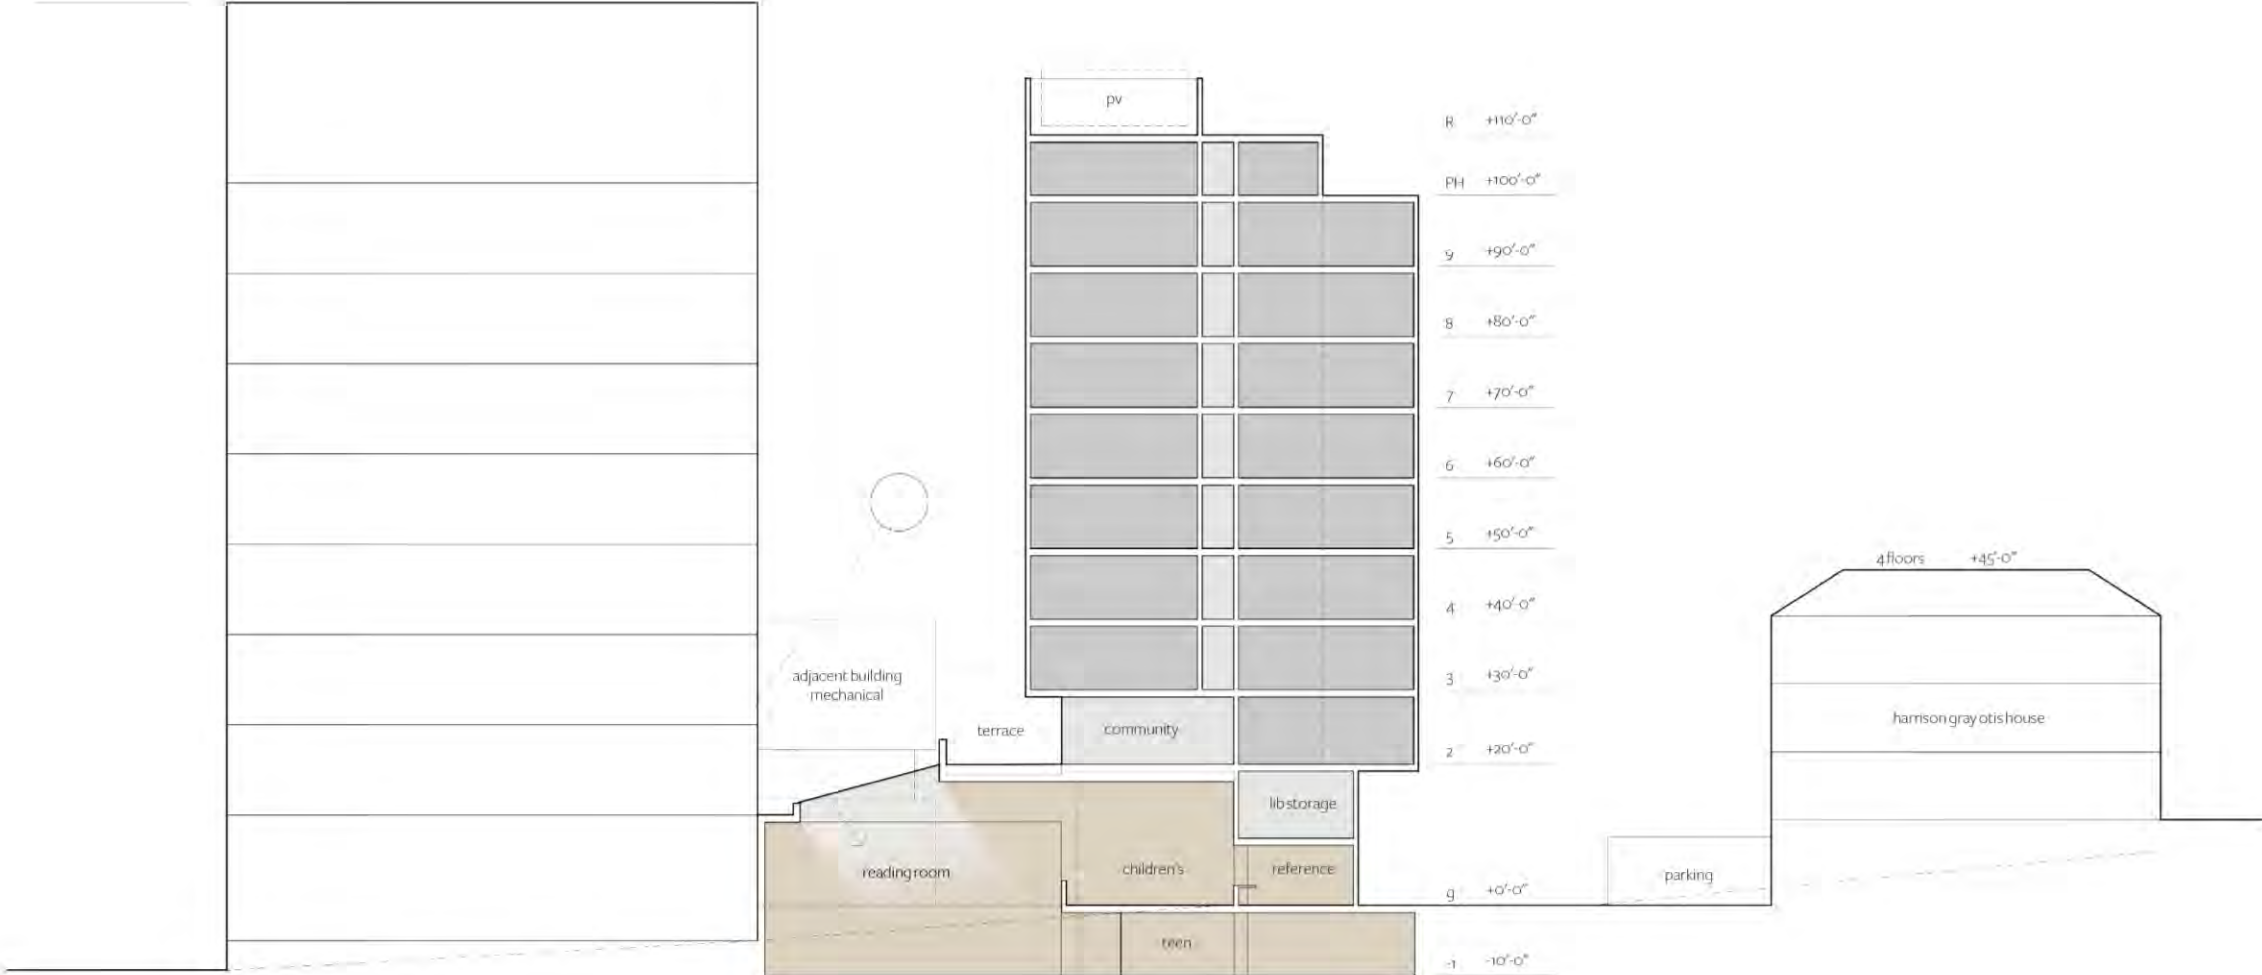 pv
R +110'-0"
PH +100'-0"
9 +90'-0"
8 +80'-0"
7 +70'-0"
6 +60'-0"
5 +50'-0"
4 floors +45'-0"
4 +40'-0"
adjacent building
mechanical
3 +30'-0"
harrison gray otis house
terrace
community
2 +20'-0"
lib storage
reading room
children's
reference
parking
g +0'-0"
teen
-1 -10'-0"